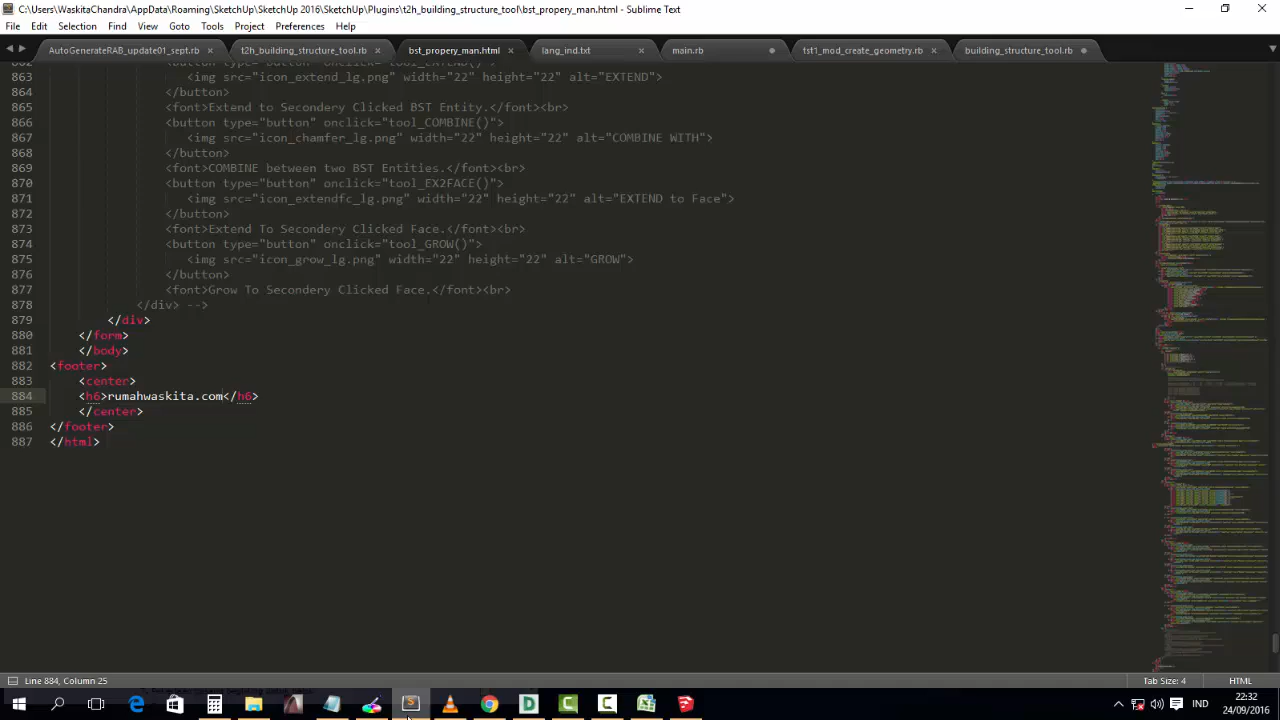 C:\Users\WaskitaChandra\AppData\Roaming\SketchUp\SketchUp 2016\SketchUp\Plugins\t2h_building_structure_tool\bst_propery_man.html - Sublime Text
File Edit Selection Find View Goto Tools Project Preferences Help
AutoGenerateRAB_update01_sept.rb t2h_building_structure_tool.rb bst_propery_man.html lang_ind.txt main.rb tst1_mod_create_geometry.rb building_structure_tool.rb
862 <button type="button" onclick="tool_EXTEND()">
863 <img src="icon_extend_lg.png" width="22" height="22" alt="EXTEND">
864 </button>
865 <font>Extend to Secondery Clicked BST Entities.</font><br>
866 <button type="button" onclick="tool_COMBINE()">
867 <img src="icon_chamfer_lg.png" width="22" height="22" alt="COMBINE WITH">
868 </button>
869 <font>COMBINE between two BST Entities.</font><br>
870 <button type="button" onclick="tool_EX2FACE()">
871 <img src="icon_extendfc_lg.png" width="22" height="22" alt="EXTEND to Face">
872 </button>
873 <font>Extend To Secondary Clicked Face.</font><br>
874 <button type="button" onclick="tool_GROW()">
875 <img src="icon_grow_lg.png" width="22" height="22" alt="GROW">
876 </button>
877 <font>Grow To Secondary Clicked Face.</font>
878 </div> -->
879 </div>
880 </form>
881 </body>
882 <footer>
883 <center>
884 <h6>rumahwaskita.com</h6>
885 </center>
886 </footer>
887 </html>
Line 884, Column 25 Tab Size: 4 HTML
22:32
24/09/2016